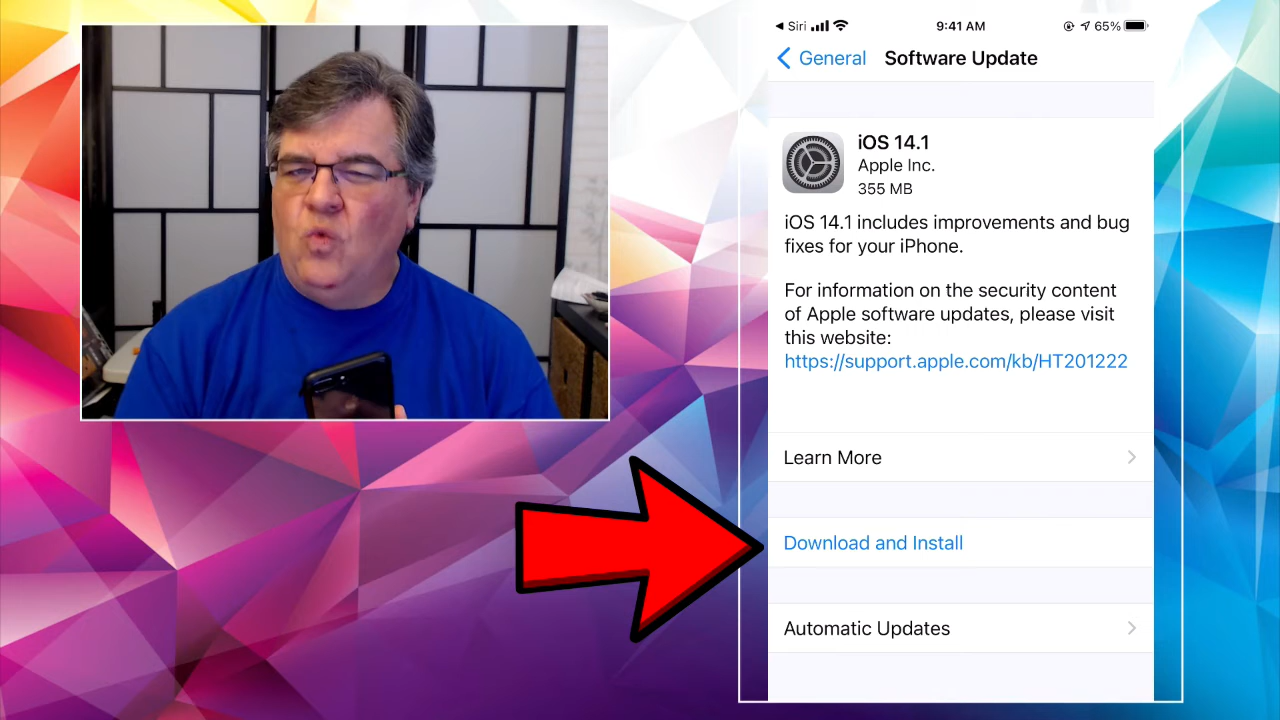 ◀ Siri
9:41 AM
65%
General
Software Update
iOS 14.1
Apple Inc.
355 MB
iOS 14.1 includes improvements and bug
fixes for your iPhone.
For information on the security content
of Apple software updates, please visit
this website:
https://support.apple.com/kb/HT201222
Learn More
Download and Install
Automatic Updates